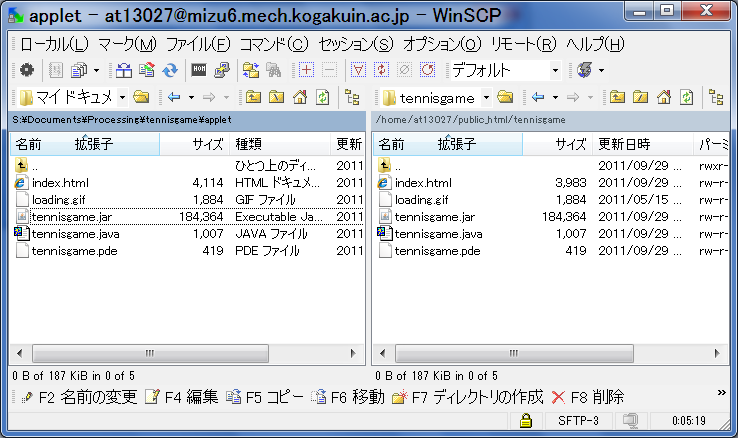 applet - at13027@mizu6.mech.kogakuin.ac.jp - WinSCP
ローカル(L) マーク(M) ファイル(F) コマンド(C) セッション(S) オプション(O) リモート(R) ヘルプ(H)
デフォルト
マイドキュメ tennisgame
S:¥Documents¥Processing¥tennisgame¥applet /home/at13027/public_html/tennisgame
名前 拡張子 サイズ 種類 更新 名前 拡張子 サイズ 更新日時 パーミ
.. ひとつ上のディ... 2011 .. 2011/09/29 ... rwxr-
index.html 4,114 HTML ドキュメ... 2011 index.html 3,983 2011/09/29 ... rw-r-
loading.gif 1,884 GIF ファイル 2011 loading.gif 1,884 2011/05/15 ... rw-r-
tennisgame.jar 184,364 Executable Ja... 2011 tennisgame.jar 184,364 2011/09/29 ... rw-r-
tennisgame.java 1,007 JAVA ファイル 2011 tennisgame.java 1,007 2011/09/29 ... rw-r-
tennisgame.pde 419 PDE ファイル 2011 tennisgame.pde 419 2011/09/29 ... rw-r-
0 B of 187 KiB in 0 of 5 0 B of 187 KiB in 0 of 5
F2 名前の変更 F4 編集 F5 コピー F6 移動 F7 ディレクトリの作成 F8 削除 »
SFTP-3 0:05:19